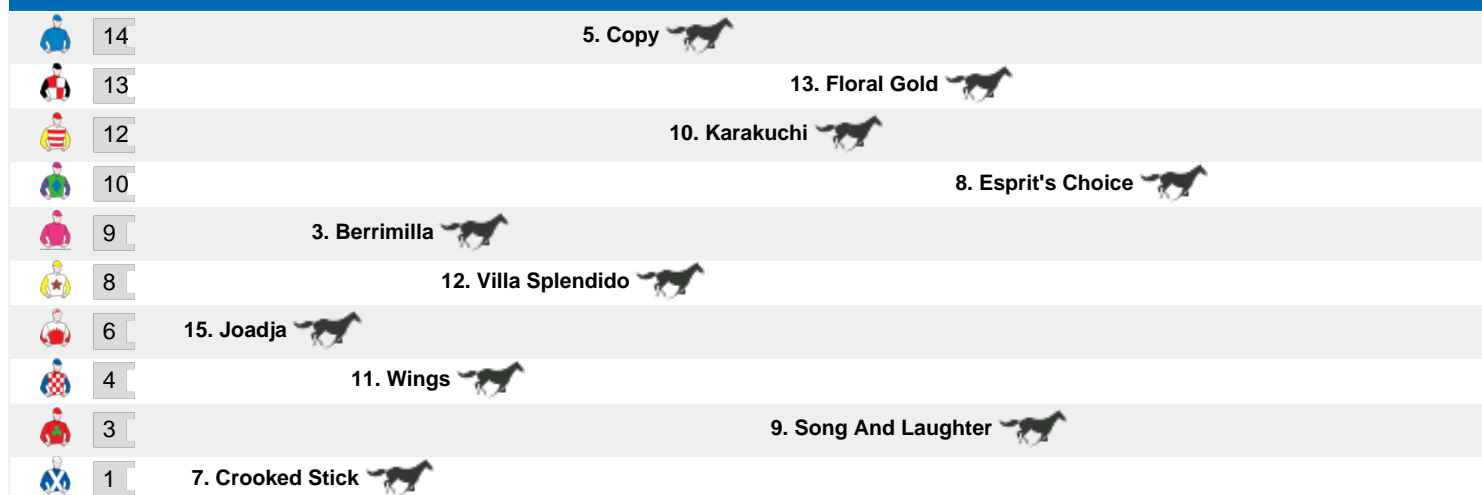 14 5. Copy
13 13. Floral Gold
12 10. Karakuchi
10 8. Esprit's Choice
9 3. Berrimilla
8 12. Villa Splendido
6 15. Joadja
4 11. Wings
3 9. Song And Laughter
1 7. Crooked Stick